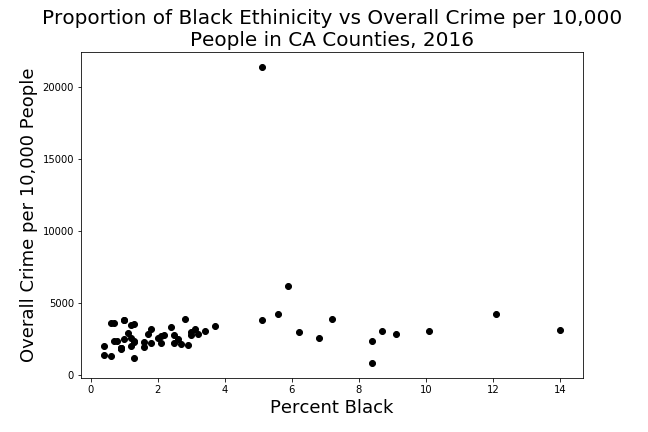 Proportion of Black Ethinicity vs Overall Crime per 10,000
People in CA Counties, 2016
Overall Crime per 10,000 People
20000
15000
10000
5000
0
0 2 4 6 8 10 12 14
Percent Black